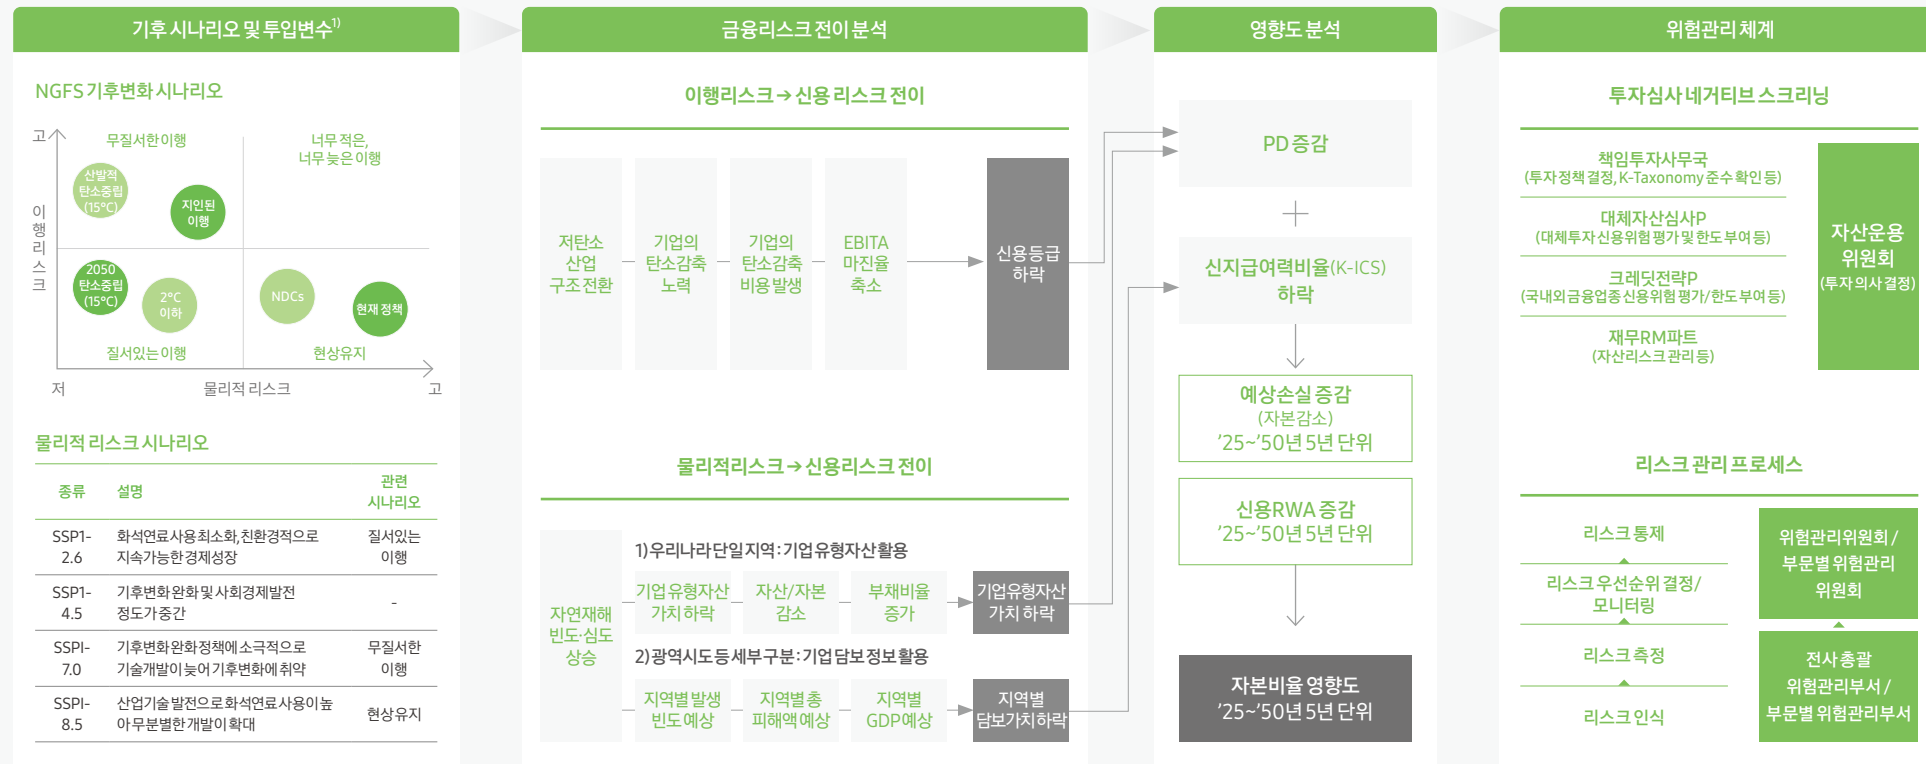 기후 시나리오 및 투입변수1)
NGFS 기후변화 시나리오
고
무질서한 이행
너무 적은,
너무 늦은 이행
산발적
탄소중립
(15°C)
지인된
이행
이행리스크
2050
탄소중립
(15°C)
2°C
이하
NDCs
현재 정책
질서있는 이행
현상유지
저
물리적 리스크
고
물리적 리스크 시나리오
종류
설명
관련
시나리오
SSP1-
2.6
화석연료 사용 최소화, 친환경적으로
지속가능한 경제성장
질서있는
이행
SSP1-
4.5
기후변화 완화 및 사회경제발전
정도가 중간
-
SSPI-
7.0
기후변화 완화 정책에 소극적으로
기술개발이 늦어 기후변화에 취약
무질서한
이행
SSPI-
8.5
산업기술 발전으로 화석연료 사용이 높
아 무분별한 개발이 확대
현상유지
금융리스크 전이 분석
이행리스크 → 신용 리스크 전이
저탄소
산업
구조 전환
기업의
탄소감축
노력
기업의
탄소감축
비용 발생
EBITA
마진율
축소
신용등급
하락
물리적리스크 → 신용리스크 전이
자연재해
빈도·심도
상승
1) 우리나라 단일 지역 : 기업 유형자산 활용
기업 유형자산
가치 하락
자산/자본
감소
부채비율
증가
기업유형자산
가치 하락
2) 광역시도 등 세부 구분 : 기업 담보 정보 활용
지역별 발생
빈도 예상
지역별 총
피해액 예상
지역별
GDP 예상
지역별
담보가치 하락
영향도 분석
PD 증감
+
신지급여력비율(K-ICS)
하락
예상손실 증감
(자본감소)
’25~’50년 5년 단위
신용RWA 증감
’25~’50년 5년 단위
자본비율 영향도
’25~’50년 5년 단위
위험관리 체계
투자심사 네거티브 스크리닝
책임투자사무국
(투자 정책 결정, K-Taxonomy 준수 확인 등)
대체자산심사P
(대체투자 신용위험 평가 및 한도 부여 등)
크레딧전략P
(국내외 금융업종 신용위험 평가/한도 부여 등)
재무RM파트
(자산리스크 관리 등)
자산운용
위원회
(투자 의사 결정)
리스크 관리 프로세스
리스크 통제
리스크 우선순위 결정/
모니터링
리스크 측정
리스크 인식
위험관리위원회 /
부문별 위험관리
위원회
전사 총괄
위험관리부서 /
부문별 위험관리부서